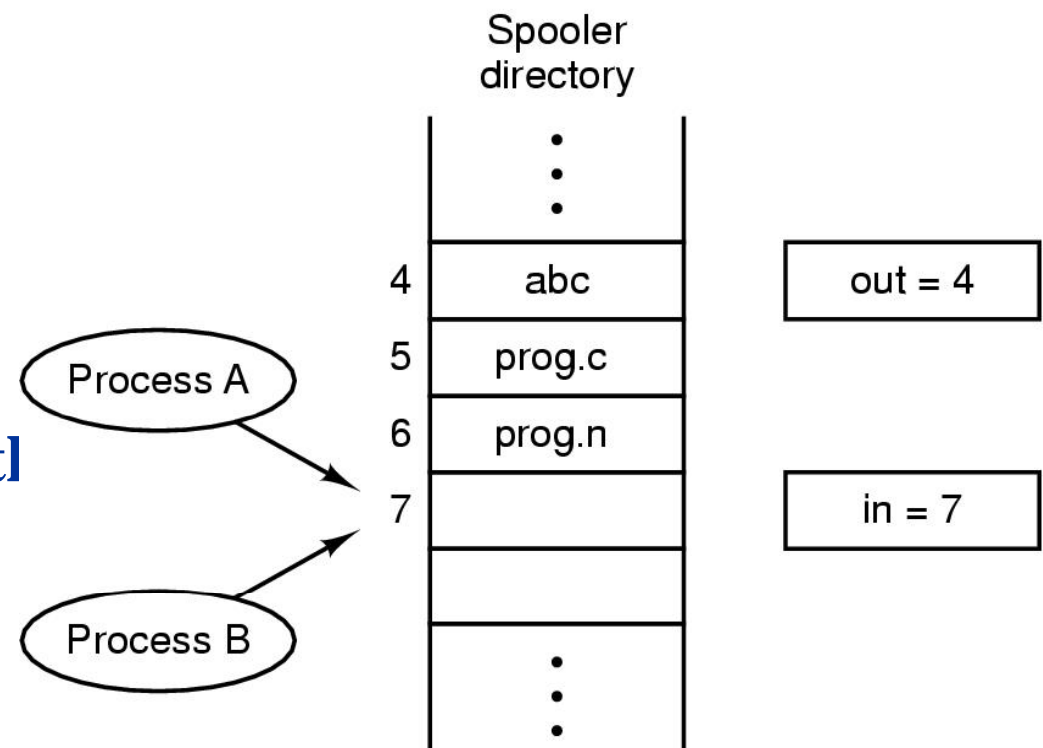 Spooler
directory
4 abc out = 4
Process A
5 prog.c
6 prog.n
t]
7 in = 7
Process B